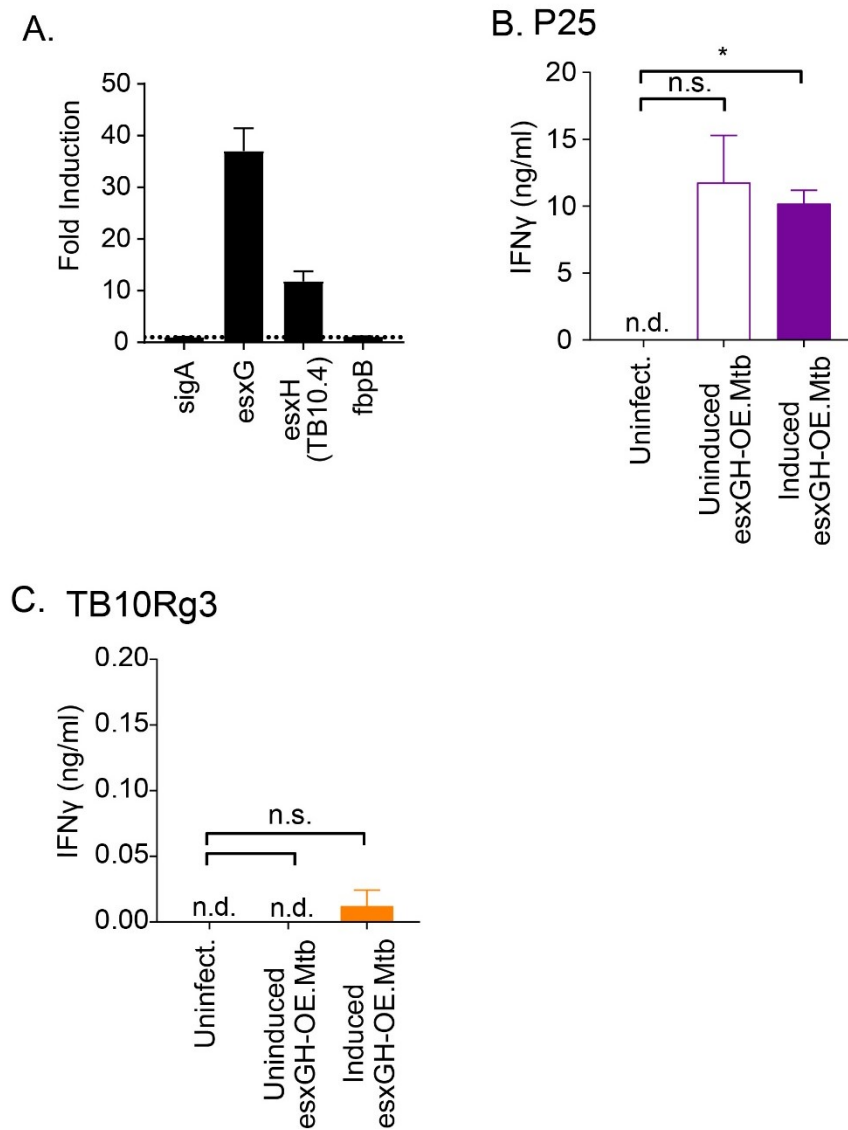 A.
Fold Induction
50
40
30
20
10
0
sigA
esxG
esxH
(TB10.4)
fbpB
B. P25
*
n.s.
IFNγ (ng/ml)
20
15
10
5
0
n.d.
Uninfect.
Uninduced
esxGH-OE.Mtb
Induced
esxGH-OE.Mtb
C. TB10Rg3
IFNγ (ng/ml)
0.20
0.15
0.10
0.05
0.00
n.s.
n.d.
n.d.
Uninfect.
Uninduced
esxGH-OE.Mtb
Induced
esxGH-OE.Mtb